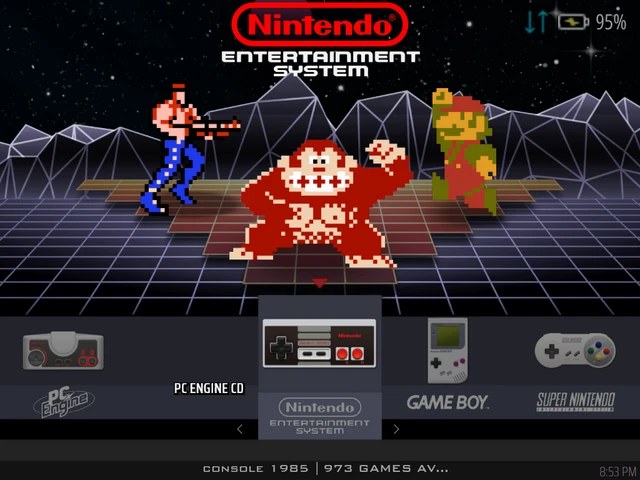 Nintendo®
ENTERTAINMENT
SYSTEM
95%
PC
Engine
PC ENGINE CD
Nintendo
ENTERTAINMENT
SYSTEM
GAME BOY
SUPER NINTENDO
CONSOLE 1985 | 973 GAMES AV...
8:53 PM